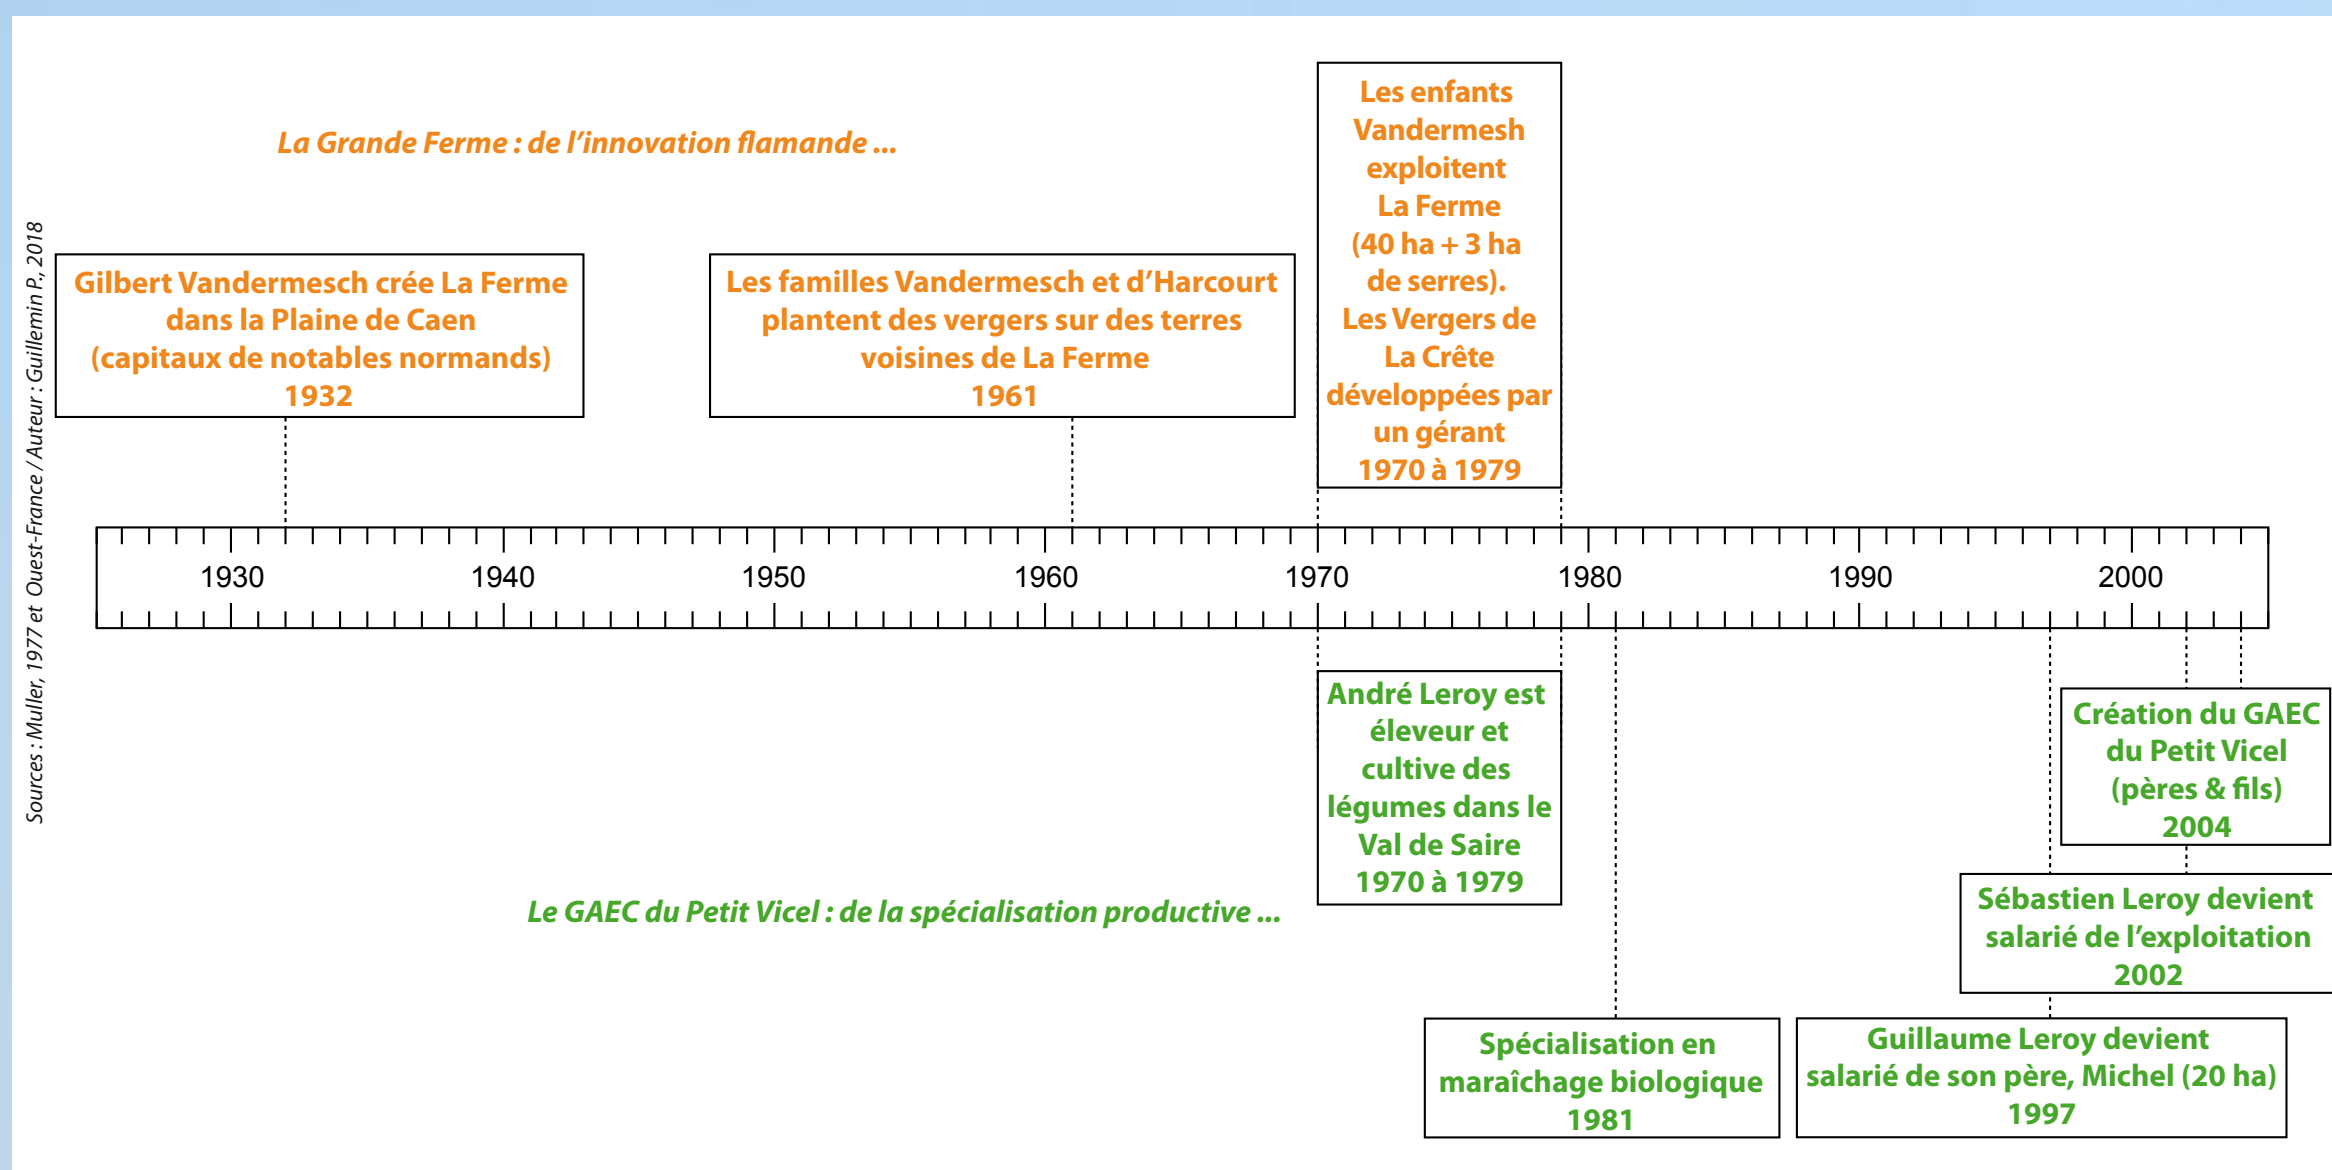 La Grande Ferme : de l’innovation flamande ...
Gilbert Vandermesch crée La Ferme
dans la Plaine de Caen
(capitaux de notables normands)
1932
Les familles Vandermesch et d’Harcourt
plantent des vergers sur des terres
voisines de La Ferme
1961
Les enfants
Vandermesh
exploitent
La Ferme
(40 ha + 3 ha
de serres).
Les Vergers de
La Crête
développées par
un gérant
1970 à 1979
1930 1940 1950 1960 1970 1980 1990 2000
André Leroy est
éleveur et
cultive des
légumes dans le
Val de Saire
1970 à 1979
Le GAEC du Petit Vicel : de la spécialisation productive ...
Spécialisation en
maraîchage biologique
1981
Création du GAEC
du Petit Vicel
(pères & fils)
2004
Sébastien Leroy devient
salarié de l’exploitation
2002
Guillaume Leroy devient
salarié de son père, Michel (20 ha)
1997
Sources : Muller, 1977 et Ouest-France / Auteur : Guillemin P., 2018